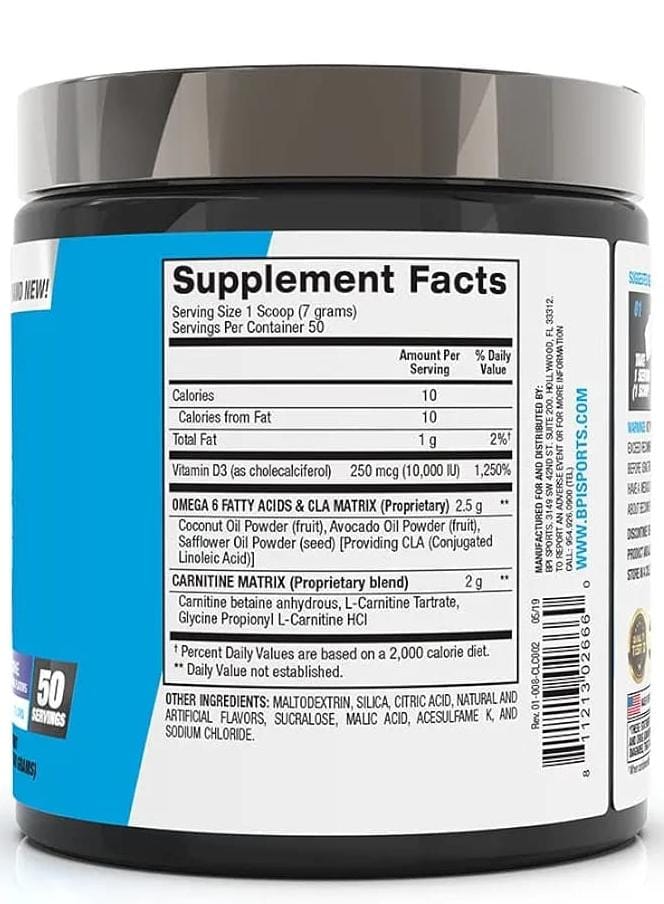 AND NEW!
Supplement Facts
Serving Size 1 Scoop (7 grams)
Servings Per Container 50
Amount Per Serving
% Daily Value
Calories 10
Calories from Fat 10
Total Fat 1 g 2%†
Vitamin D3 (as cholecalciferol) 250 mcg (10,000 IU) 1,250%
OMEGA 6 FATTY ACIDS & CLA MATRIX (Proprietary) 2.5 g **
Coconut Oil Powder (fruit), Avocado Oil Powder (fruit),
Safflower Oil Powder (seed) [Providing CLA (Conjugated
Linoleic Acid)]
CARNITINE MATRIX (Proprietary blend) 2 g **
Carnitine betaine anhydrous, L-Carnitine Tartrate,
Glycine Propionyl L-Carnitine HCl
† Percent Daily Values are based on a 2,000 calorie diet.
** Daily Value not established.
OTHER INGREDIENTS: MALTODEXTRIN, SILICA, CITRIC ACID, NATURAL AND
ARTIFICIAL FLAVORS, SUCRALOSE, MALIC ACID, ACESULFAME K, AND
SODIUM CHLORIDE.
50
SERVINGS
MANUFACTURED FOR AND DISTRIBUTED BY:
BPI SPORTS. 3149 SW 42ND ST. SUITE 200. HOLLYWOOD, FL 33312.
TO REPORT AN ADVERSE EVENT OR FOR MORE INFORMATION
CALL: 954.926.0900 (TEL)
WWW.BPISPORTS.COM
Rev. 01-008-CLC002 05/19
8 11213 02666 0
01